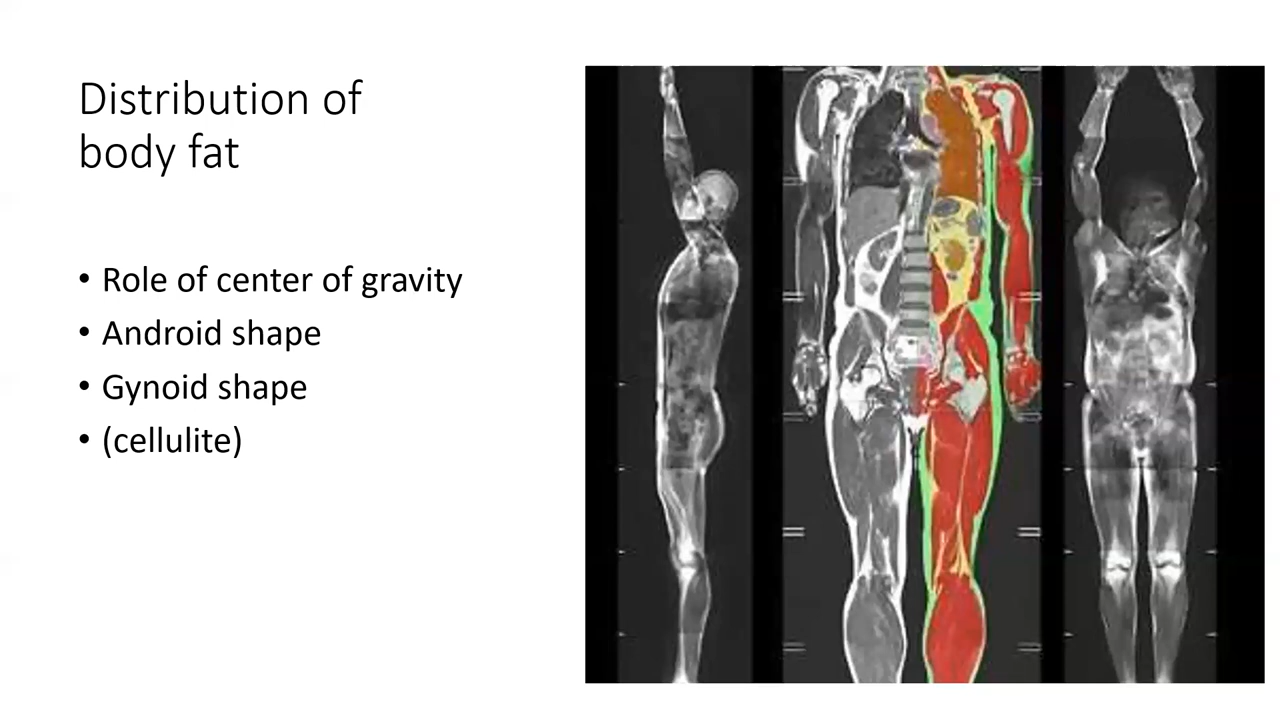 Distribution of
body fat
• Role of center of gravity
• Android shape
• Gynoid shape
• (cellulite)